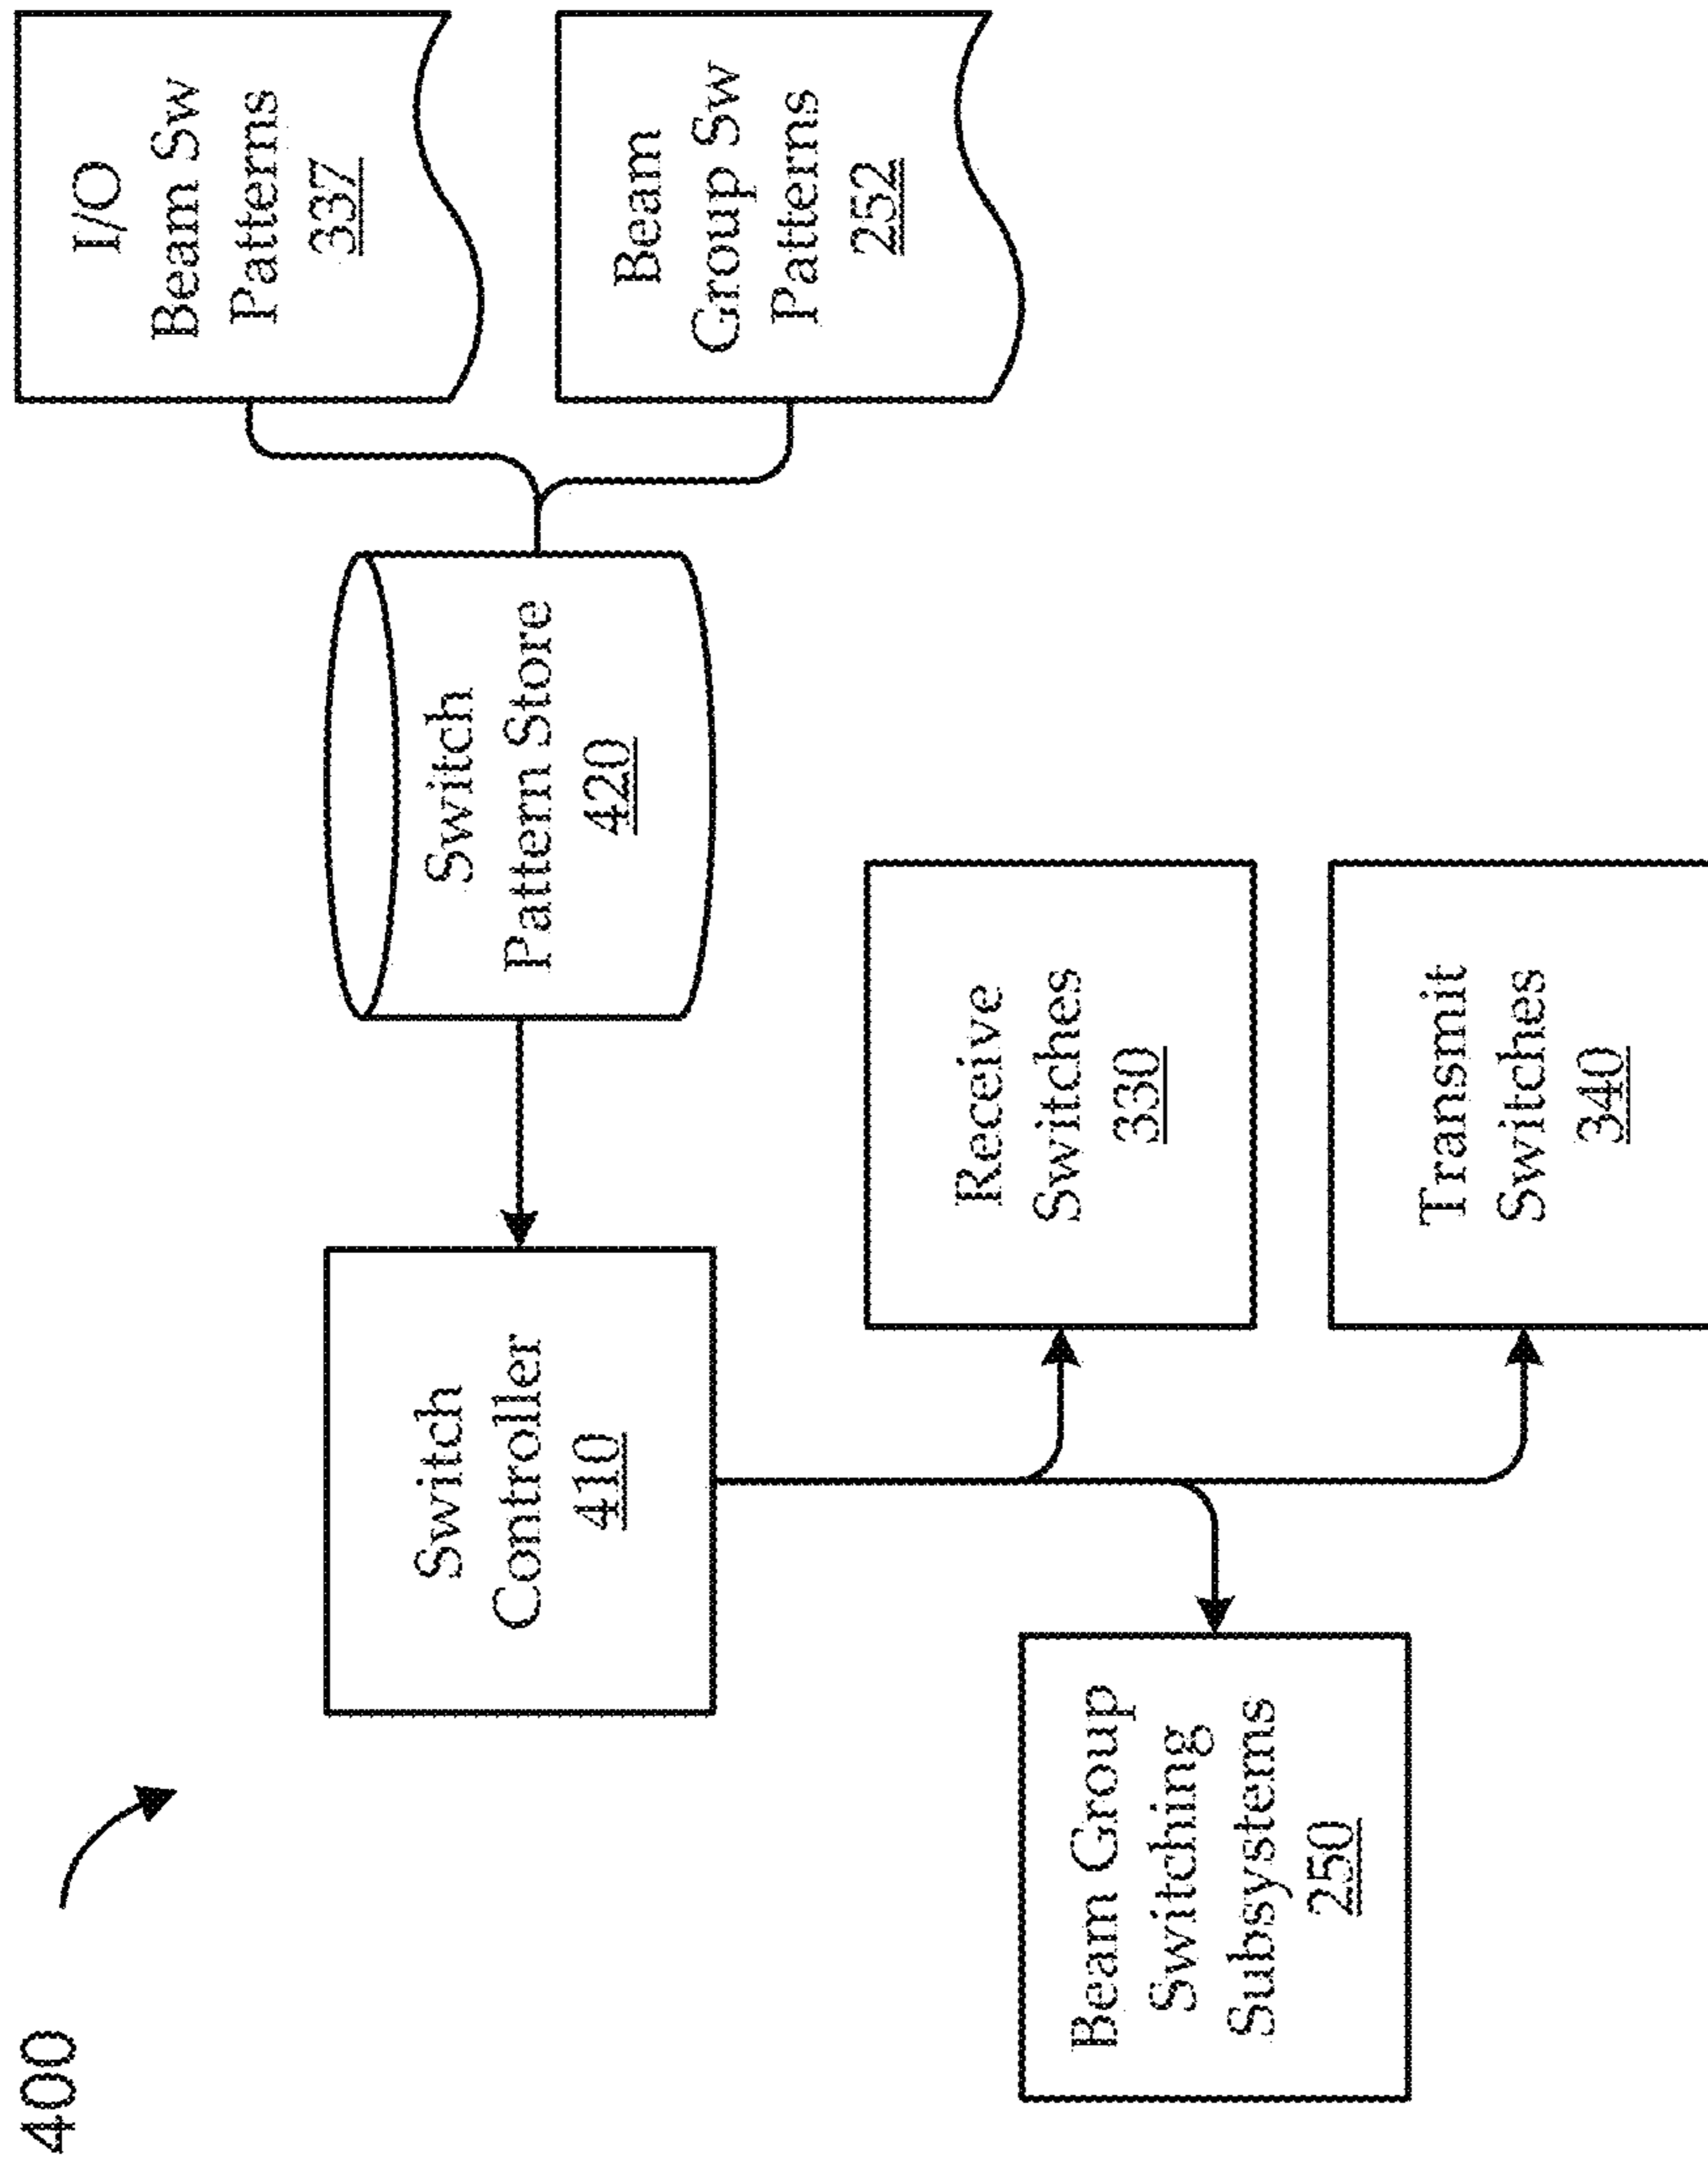 400
Switch
Controller
410
Switch
Pattern Store
420
I/O
Beam Sw
Patterns
337
Beam
Group Sw
Patterns
252
Beam Group
Switching
Subsystems
250
Receive
Switches
330
Transmit
Switches
340